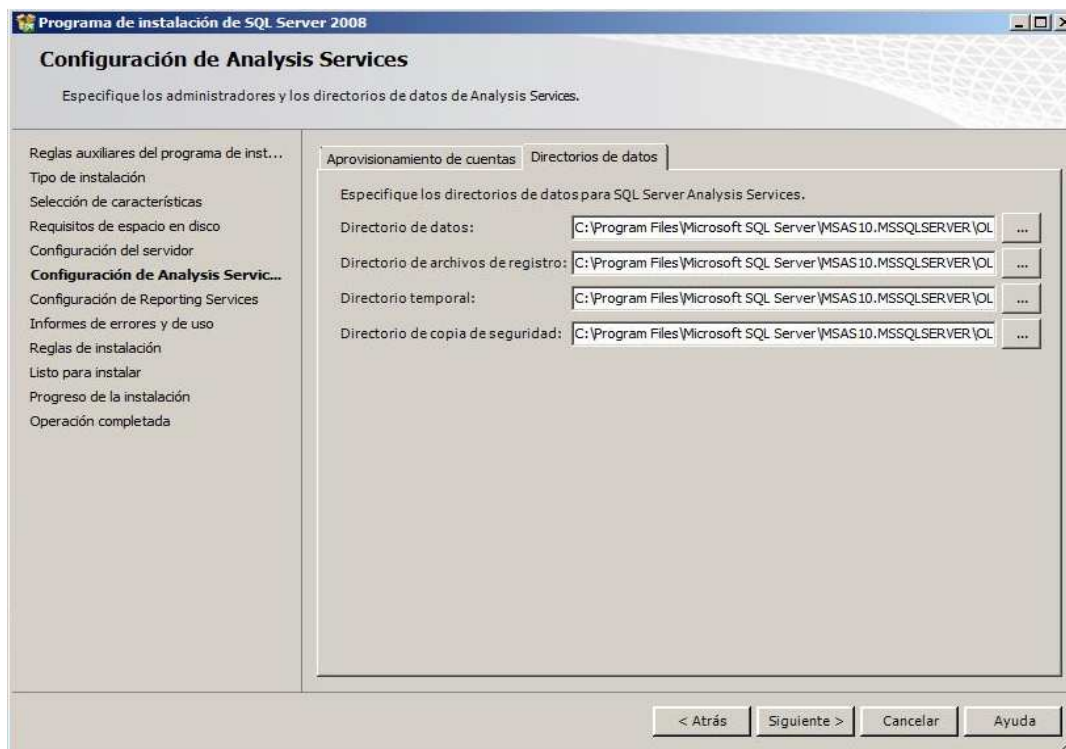 Programa de instalación de SQL Server 2008
Configuración de Analysis Services
Especifique los administradores y los directorios de datos de Analysis Services.
Reglas auxiliares del programa de inst...
Tipo de instalación
Selección de características
Requisitos de espacio en disco
Configuración del servidor
Configuración de Analysis Servic...
Configuración de Reporting Services
Informes de errores y de uso
Reglas de instalación
Listo para instalar
Progreso de la instalación
Operación completada
Aprovisionamiento de cuentas Directorios de datos
Especifique los directorios de datos para SQL Server Analysis Services.
Directorio de datos: C:\Program Files\Microsoft SQL Server\MSAS10.MSSQLSERVER\OL ...
Directorio de archivos de registro: C:\Program Files\Microsoft SQL Server\MSAS10.MSSQLSERVER\OL ...
Directorio temporal: C:\Program Files\Microsoft SQL Server\MSAS10.MSSQLSERVER\OL ...
Directorio de copia de seguridad: C:\Program Files\Microsoft SQL Server\MSAS10.MSSQLSERVER\OL ...
< Atrás Siguiente > Cancelar Ayuda